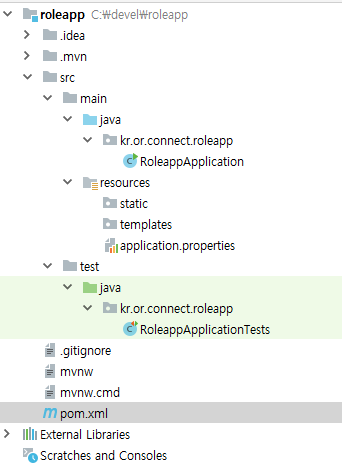 roleapp C:₩devel₩roleapp
.idea
.mvn
src
main
java
kr.or.connect.roleapp
RoleappApplication
resources
static
templates
application.properties
test
java
kr.or.connect.roleapp
RoleappApplicationTests
.gitignore
mvnw
mvnw.cmd
pom.xml
External Libraries
Scratches and Consoles